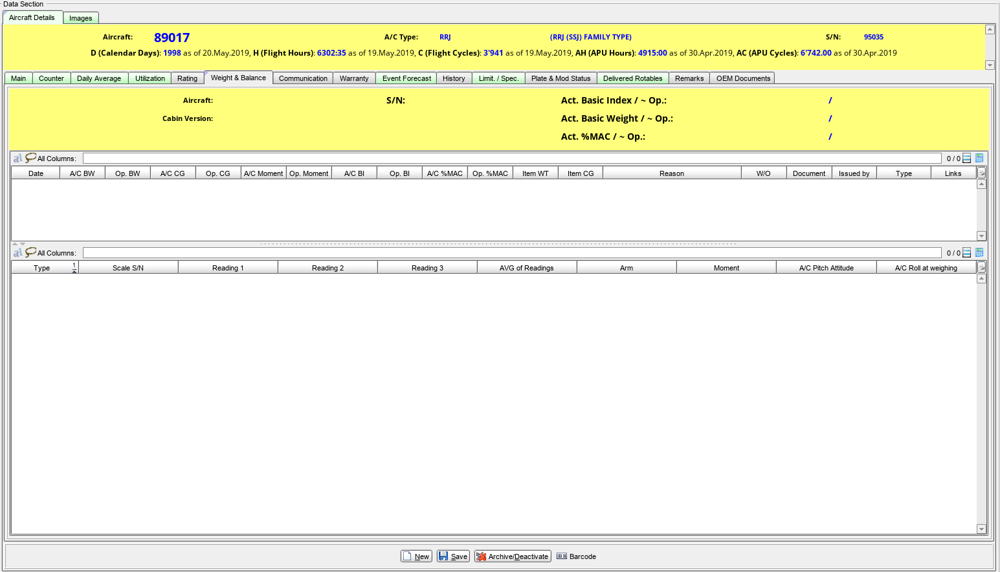 Data Section
Aircraft Details Images
Aircraft: 89017 A/C Type: RRJ (RRJ (SSJ) FAMILY TYPE) S/N: 95035
D (Calendar Days): 1998 as of 20.May.2019, H (Flight Hours): 6302:35 as of 19.May.2019, C (Flight Cycles): 3'941 as of 19.May.2019, AH (APU Hours): 4915:00 as of 30.Apr.2019, AC (APU Cycles): 6'742.00 as of 30.Apr.2019
Main Counter Daily Average Utilization Rating Weight & Balance Communication Warranty Event Forecast History Limit. / Spec. Plate & Mod Status Delivered Rotables Remarks OEM Documents
Aircraft: S/N: Act. Basic Index / ~ Op.: /
Cabin Version: Act. Basic Weight / ~ Op.: /
Act. %MAC / ~ Op.: /
aA All Columns: 0 / 0
Date A/C BW Op. BW A/C CG Op. CG A/C Moment Op. Moment A/C BI Op. BI A/C %MAC Op. %MAC Item WT Item CG Reason W/O Document Issued by Type Links
aA All Columns: 0 / 0
Type 1 Scale S/N Reading 1 Reading 2 Reading 3 AVG of Readings Arm Moment A/C Pitch Attitude A/C Roll at weighing
New Save Archive/Deactivate Barcode